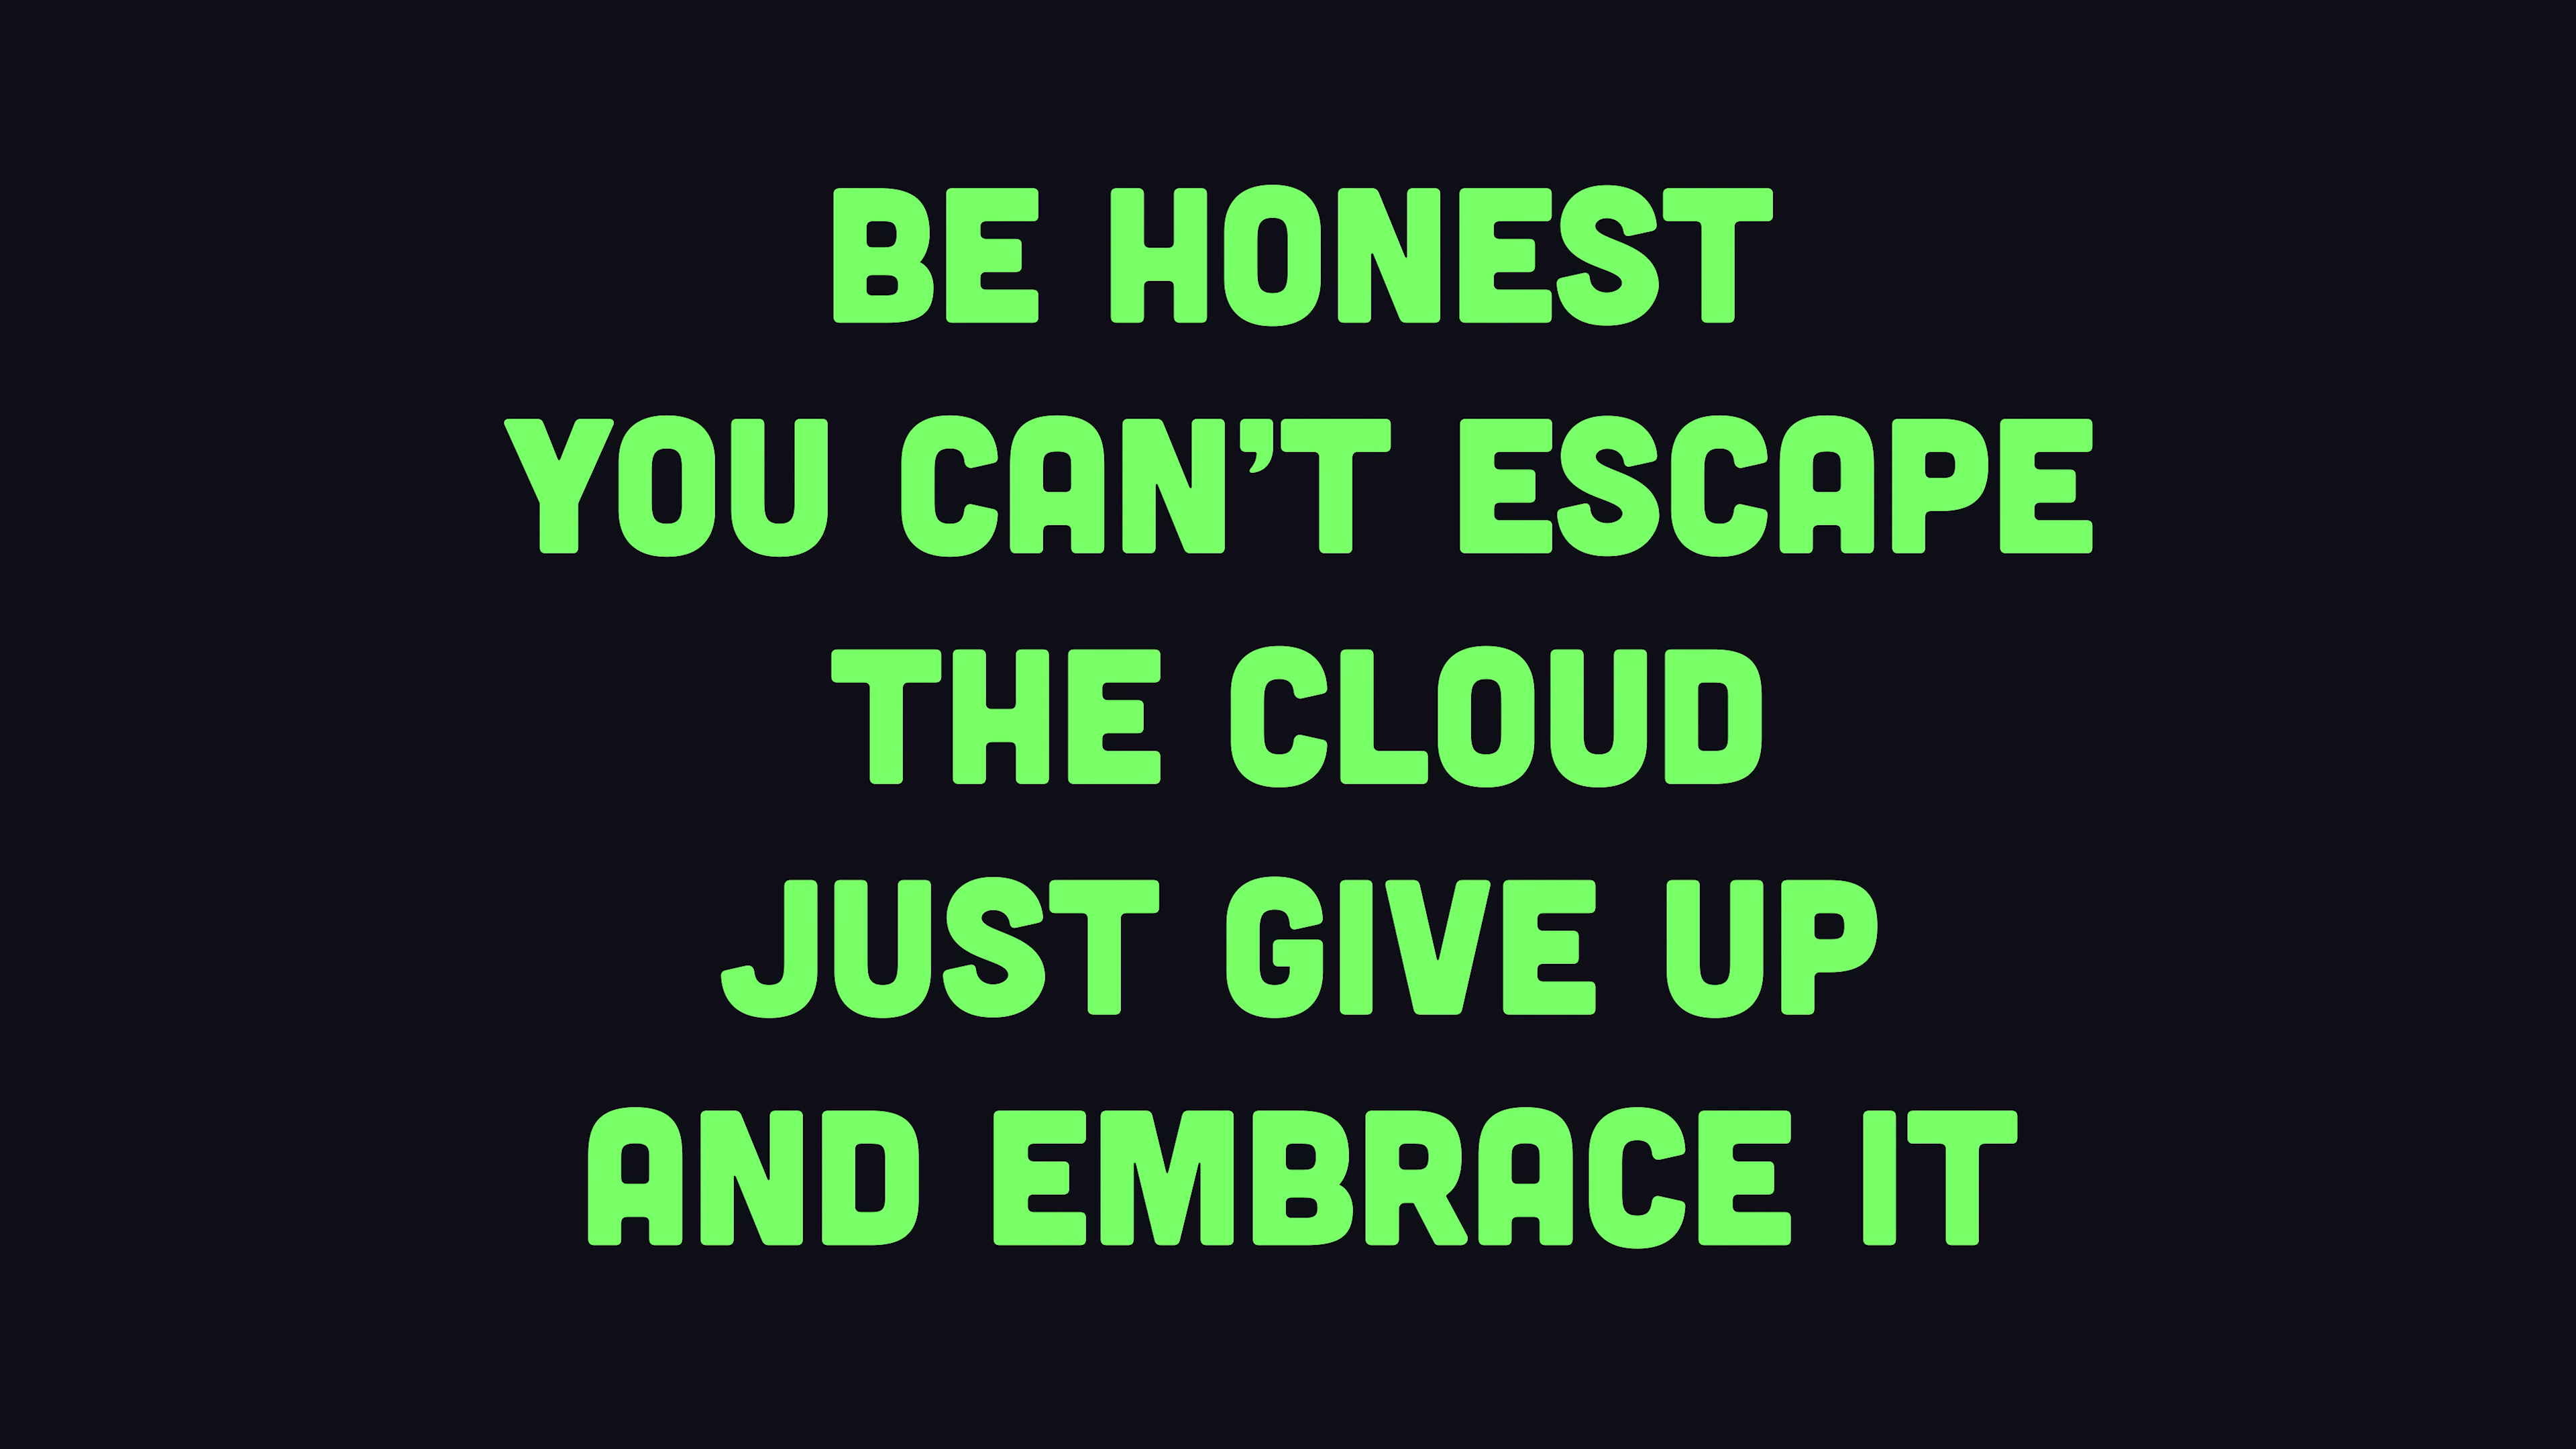 BE HONEST
YOU CAN’T ESCAPE
THE CLOUD
JUST GIVE UP
AND EMBRACE IT